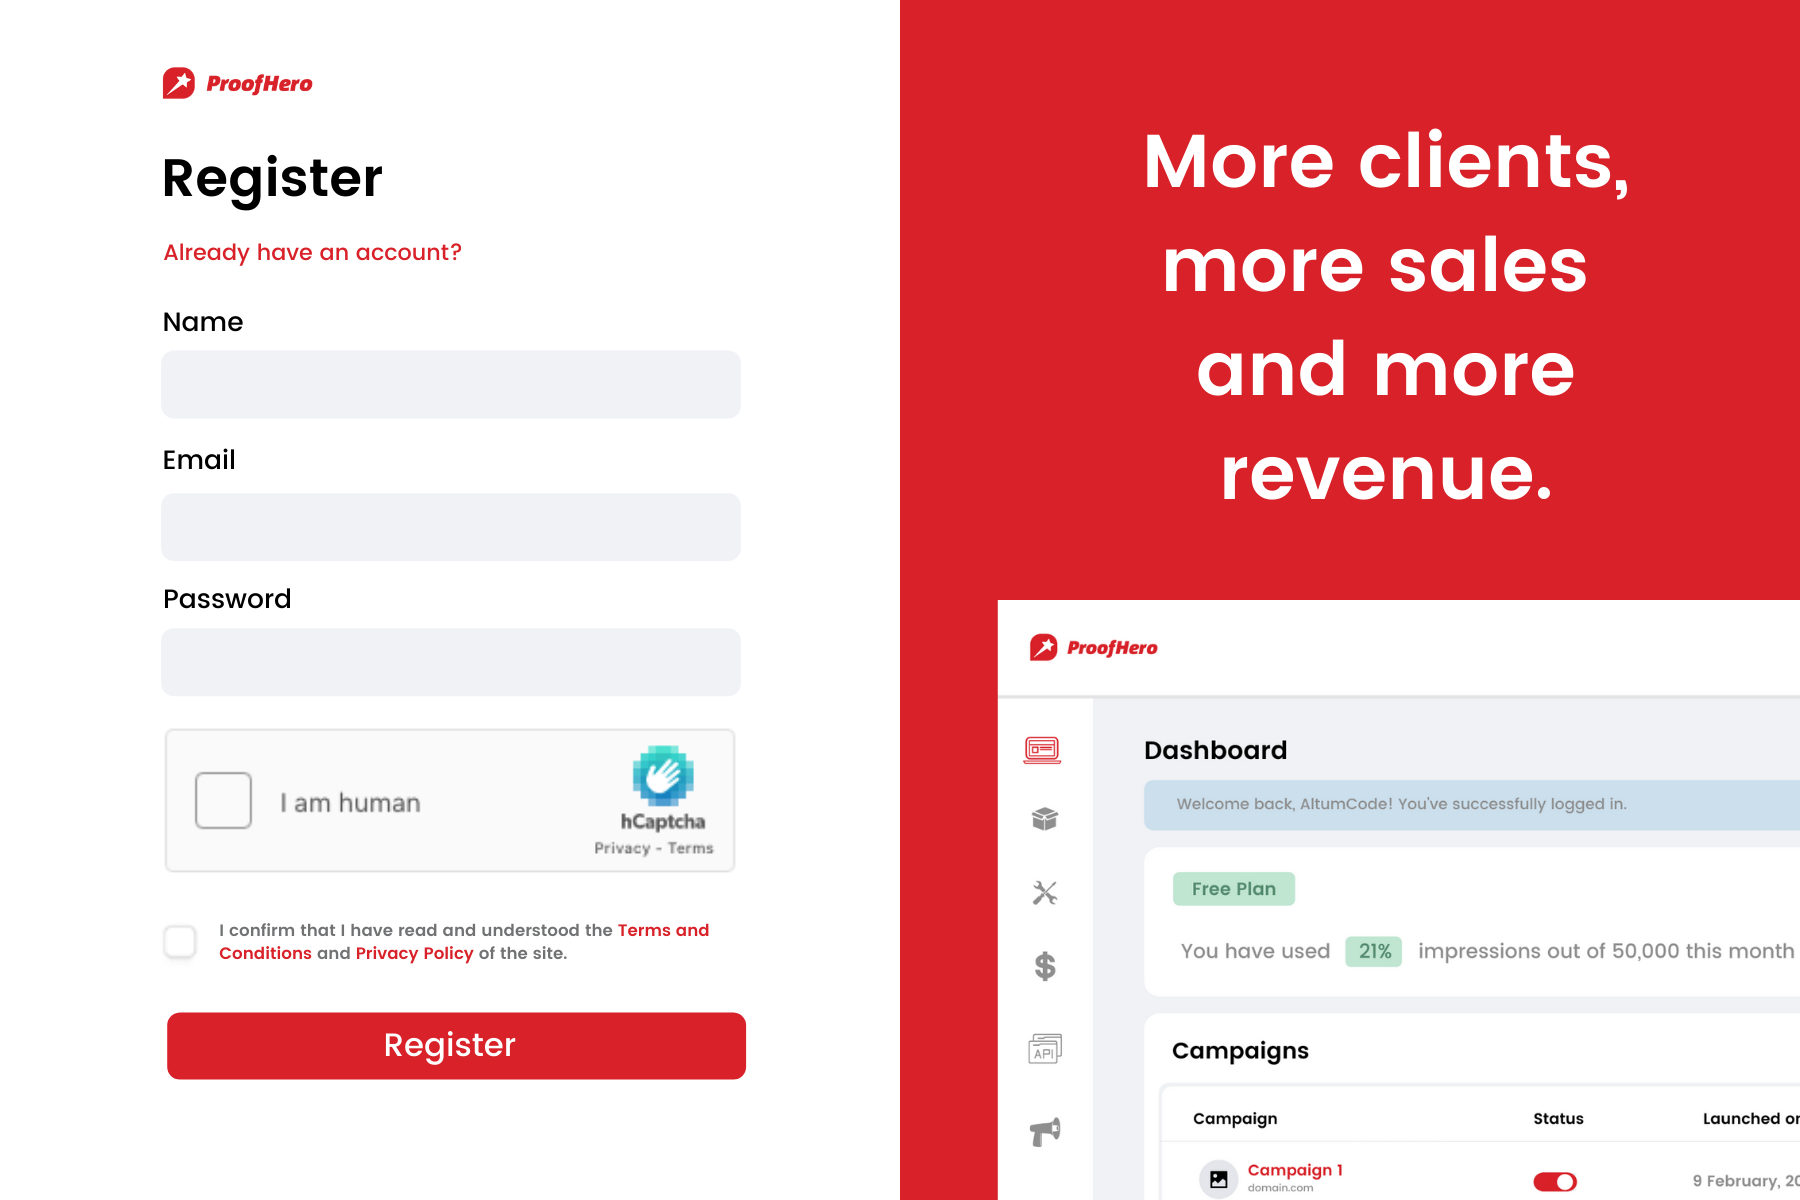 ProofHero
Register
Already have an account?
Name
Email
Password
I am human
hCaptcha
Privacy - Terms
I confirm that I have read and understood the Terms and
Conditions and Privacy Policy of the site.
Register
More clients,
more sales
and more
revenue.
ProofHero
Dashboard
Welcome back, AltumCode! You've successfully logged in.
Free Plan
You have used 21% impressions out of 50,000 this month
API
Campaigns
Campaign Status Launched
Campaign 1 9 February,
domain.com